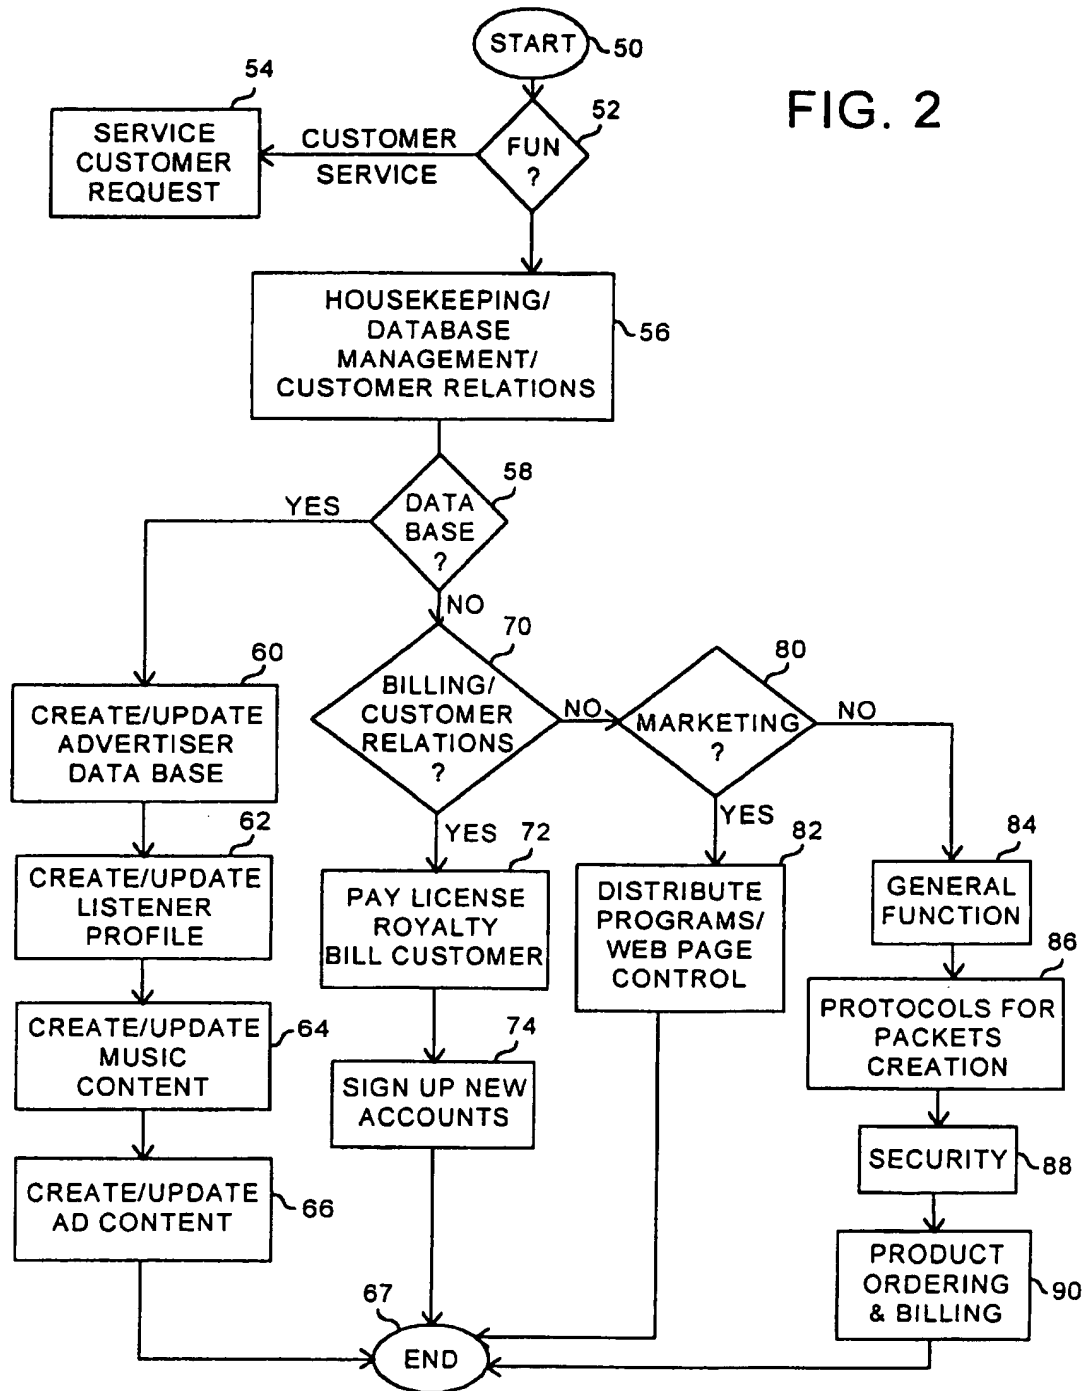 START
50
FIG. 2
54
SERVICE
CUSTOMER
REQUEST
CUSTOMER
SERVICE
52
FUN
?
HOUSEKEEPING/
DATABASE
MANAGEMENT/
CUSTOMER RELATIONS
56
58
DATA
BASE
?
YES
NO
60
CREATE/UPDATE
ADVERTISER
DATA BASE
70
BILLING/
CUSTOMER
RELATIONS
?
NO
80
MARKETING
?
NO
YES
YES
62
CREATE/UPDATE
LISTENER
PROFILE
72
PAY LICENSE
ROYALTY
BILL CUSTOMER
82
DISTRIBUTE
PROGRAMS/
WEB PAGE
CONTROL
84
GENERAL
FUNCTION
86
PROTOCOLS FOR
PACKETS
CREATION
CREATE/UPDATE
MUSIC
CONTENT
64
74
SIGN UP NEW
ACCOUNTS
SECURITY
88
CREATE/UPDATE
AD CONTENT
66
PRODUCT
ORDERING
& BILLING
90
67
END